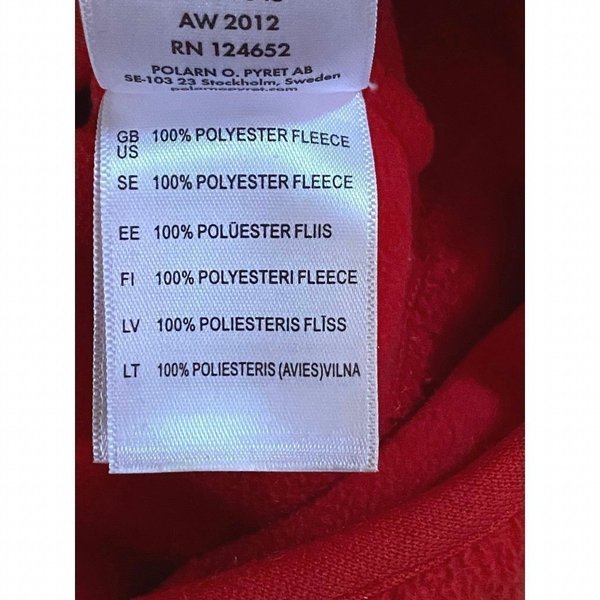 AW 2012
RN 124652
POLARN O. PYRET AB
SE-103 23 Stockholm, Sweden
polarnopyret.com
GB US 100% POLYESTER FLEECE
SE 100% POLYESTER FLEECE
EE 100% POLÜESTER FLIIS
FI 100% POLYESTERI FLEECE
LV 100% POLIESTERIS FLĪSS
LT 100% POLIESTERIS (AVIES)VILNA